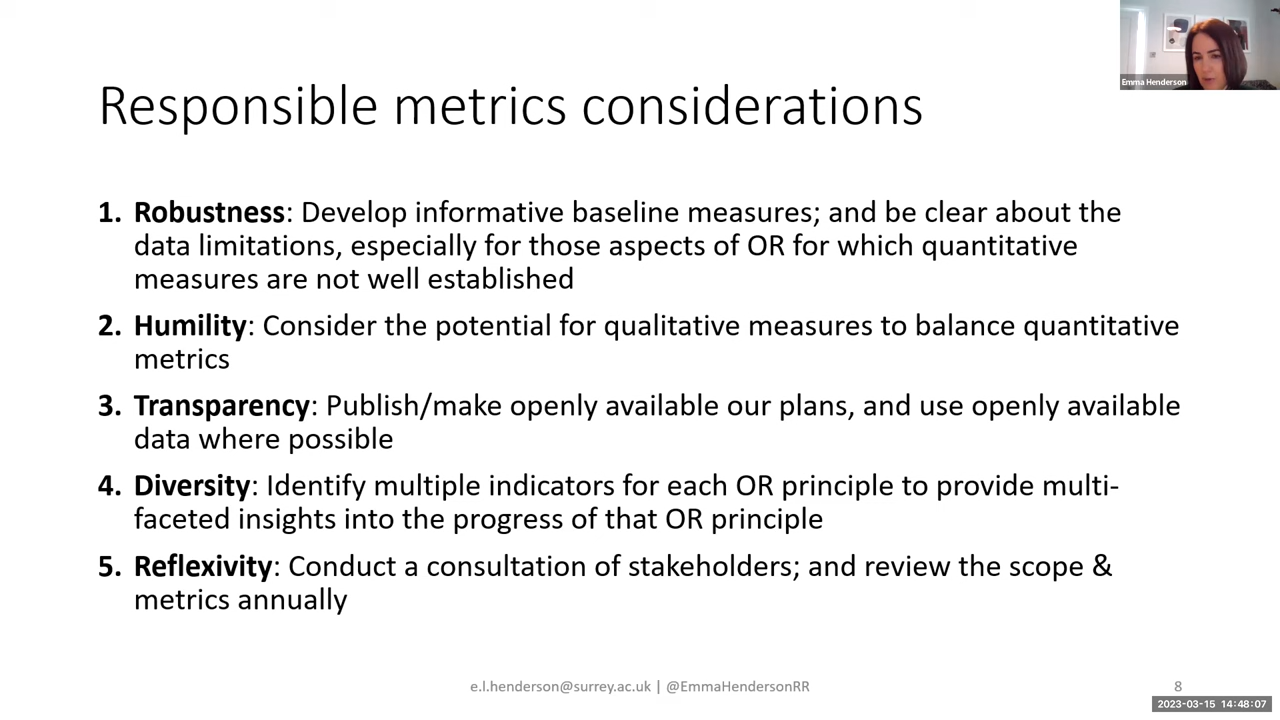 Emma Henderson
Responsible metrics considerations
1. Robustness: Develop informative baseline measures; and be clear about the
data limitations, especially for those aspects of OR for which quantitative
measures are not well established
2. Humility: Consider the potential for qualitative measures to balance quantitative
metrics
3. Transparency: Publish/make openly available our plans, and use openly available
data where possible
4. Diversity: Identify multiple indicators for each OR principle to provide multi-
faceted insights into the progress of that OR principle
5. Reflexivity: Conduct a consultation of stakeholders; and review the scope &
metrics annually
e.l.henderson@surrey.ac.uk | @EmmaHendersonRR
8
2023-03-15 14:48:07